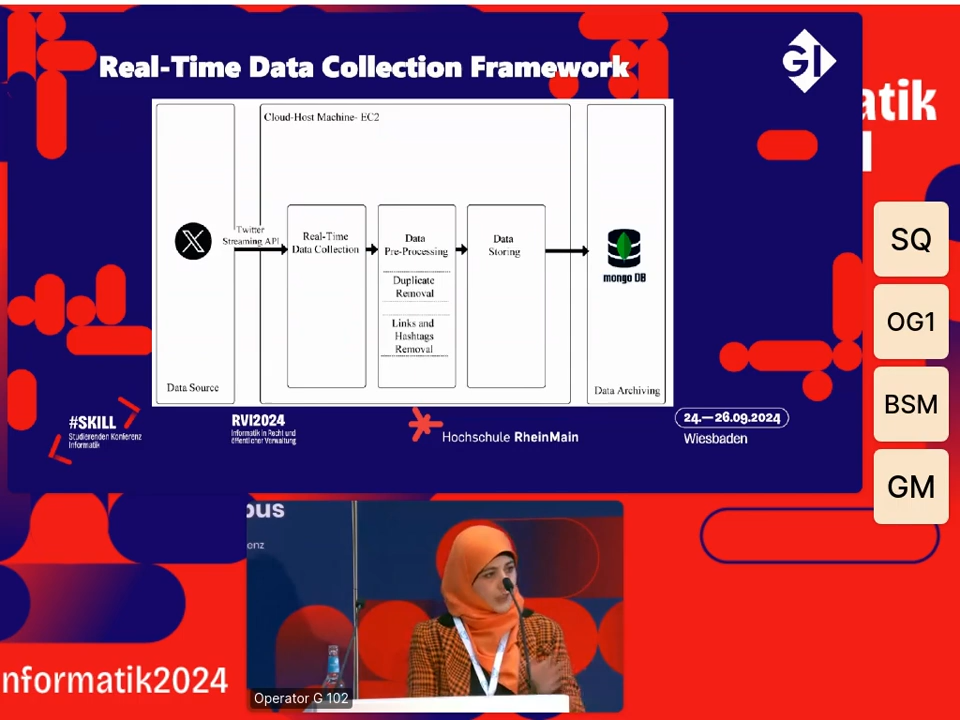 Real-Time Data Collection Framework
GI
atik
Cloud-Host Machine- EC2
Twitter
Streaming API
Real-Time
Data Collection
Data
Pre-Processing
Duplicate
Removal
Links and
Hashtags
Removal
Data
Storing
mongo DB
Data Source
Data Archiving
SQ
OG1
BSM
GM
#SKILL
Studierenden Konferenz
Informatik
RVI2024
Informatik in Recht und
öffentlicher Verwaltung
Hochschule RheinMain
24.—26.09.2024
Wiesbaden
pus
enz
Operator G 102
nformatik2024